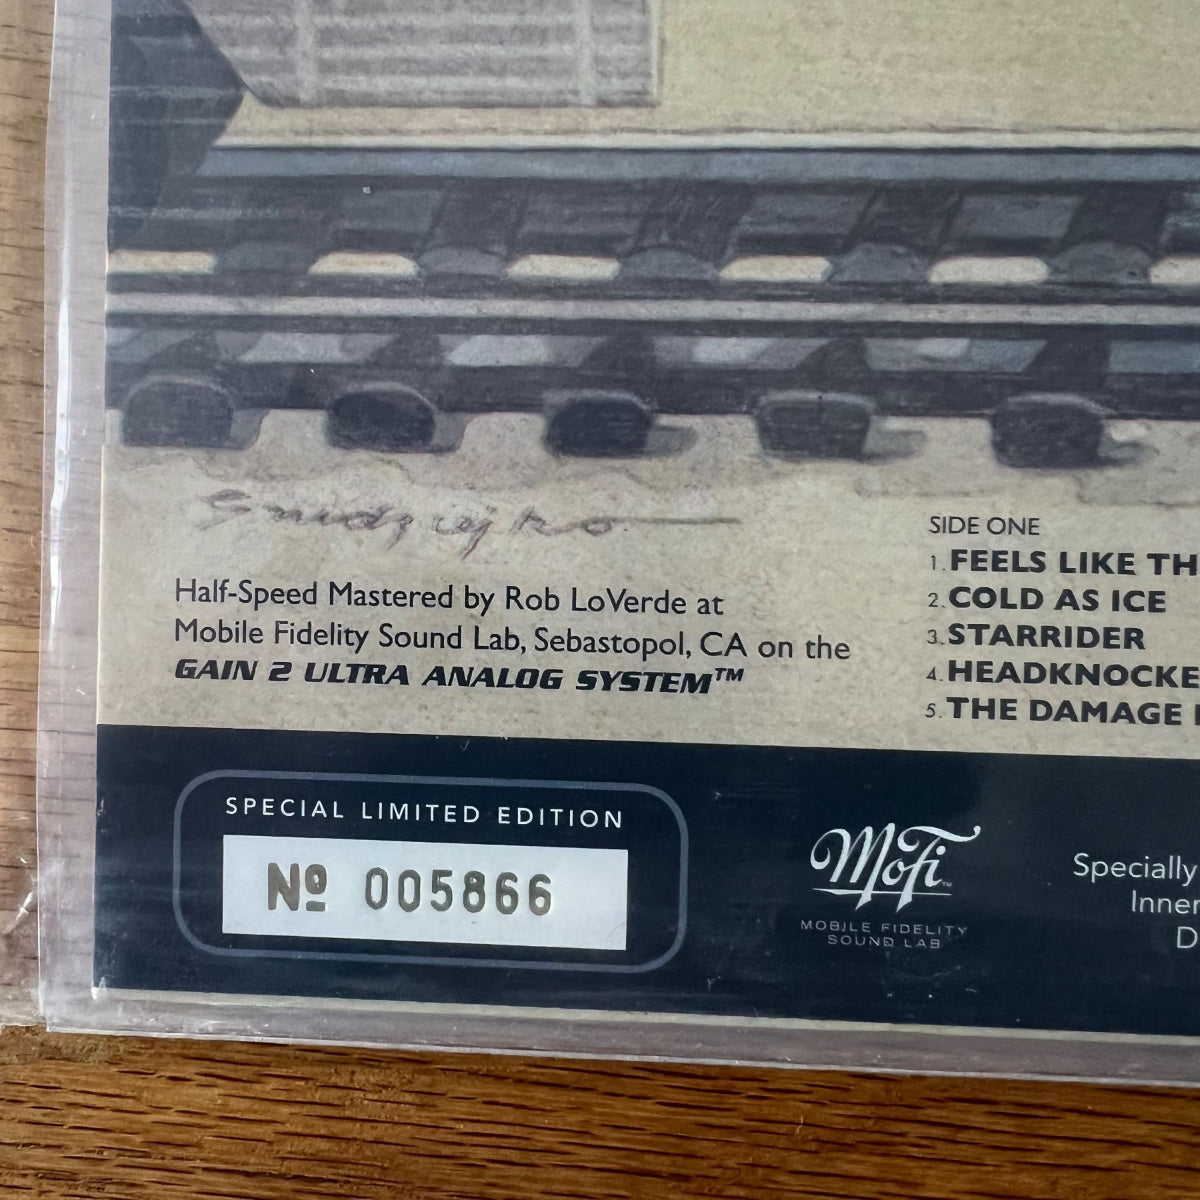 Smidzrejko
Half-Speed Mastered by Rob LoVerde at
Mobile Fidelity Sound Lab, Sebastopol, CA on the
GAIN 2 ULTRA ANALOG SYSTEM™
SIDE ONE
1. FEELS LIKE TH
2. COLD AS ICE
3. STARRIDER
4. HEADKNOCKE
5. THE DAMAGE
SPECIAL LIMITED EDITION
Nº 005866
MoFi™
MOBILE FIDELITY
SOUND LAB
Specially
Inner
D